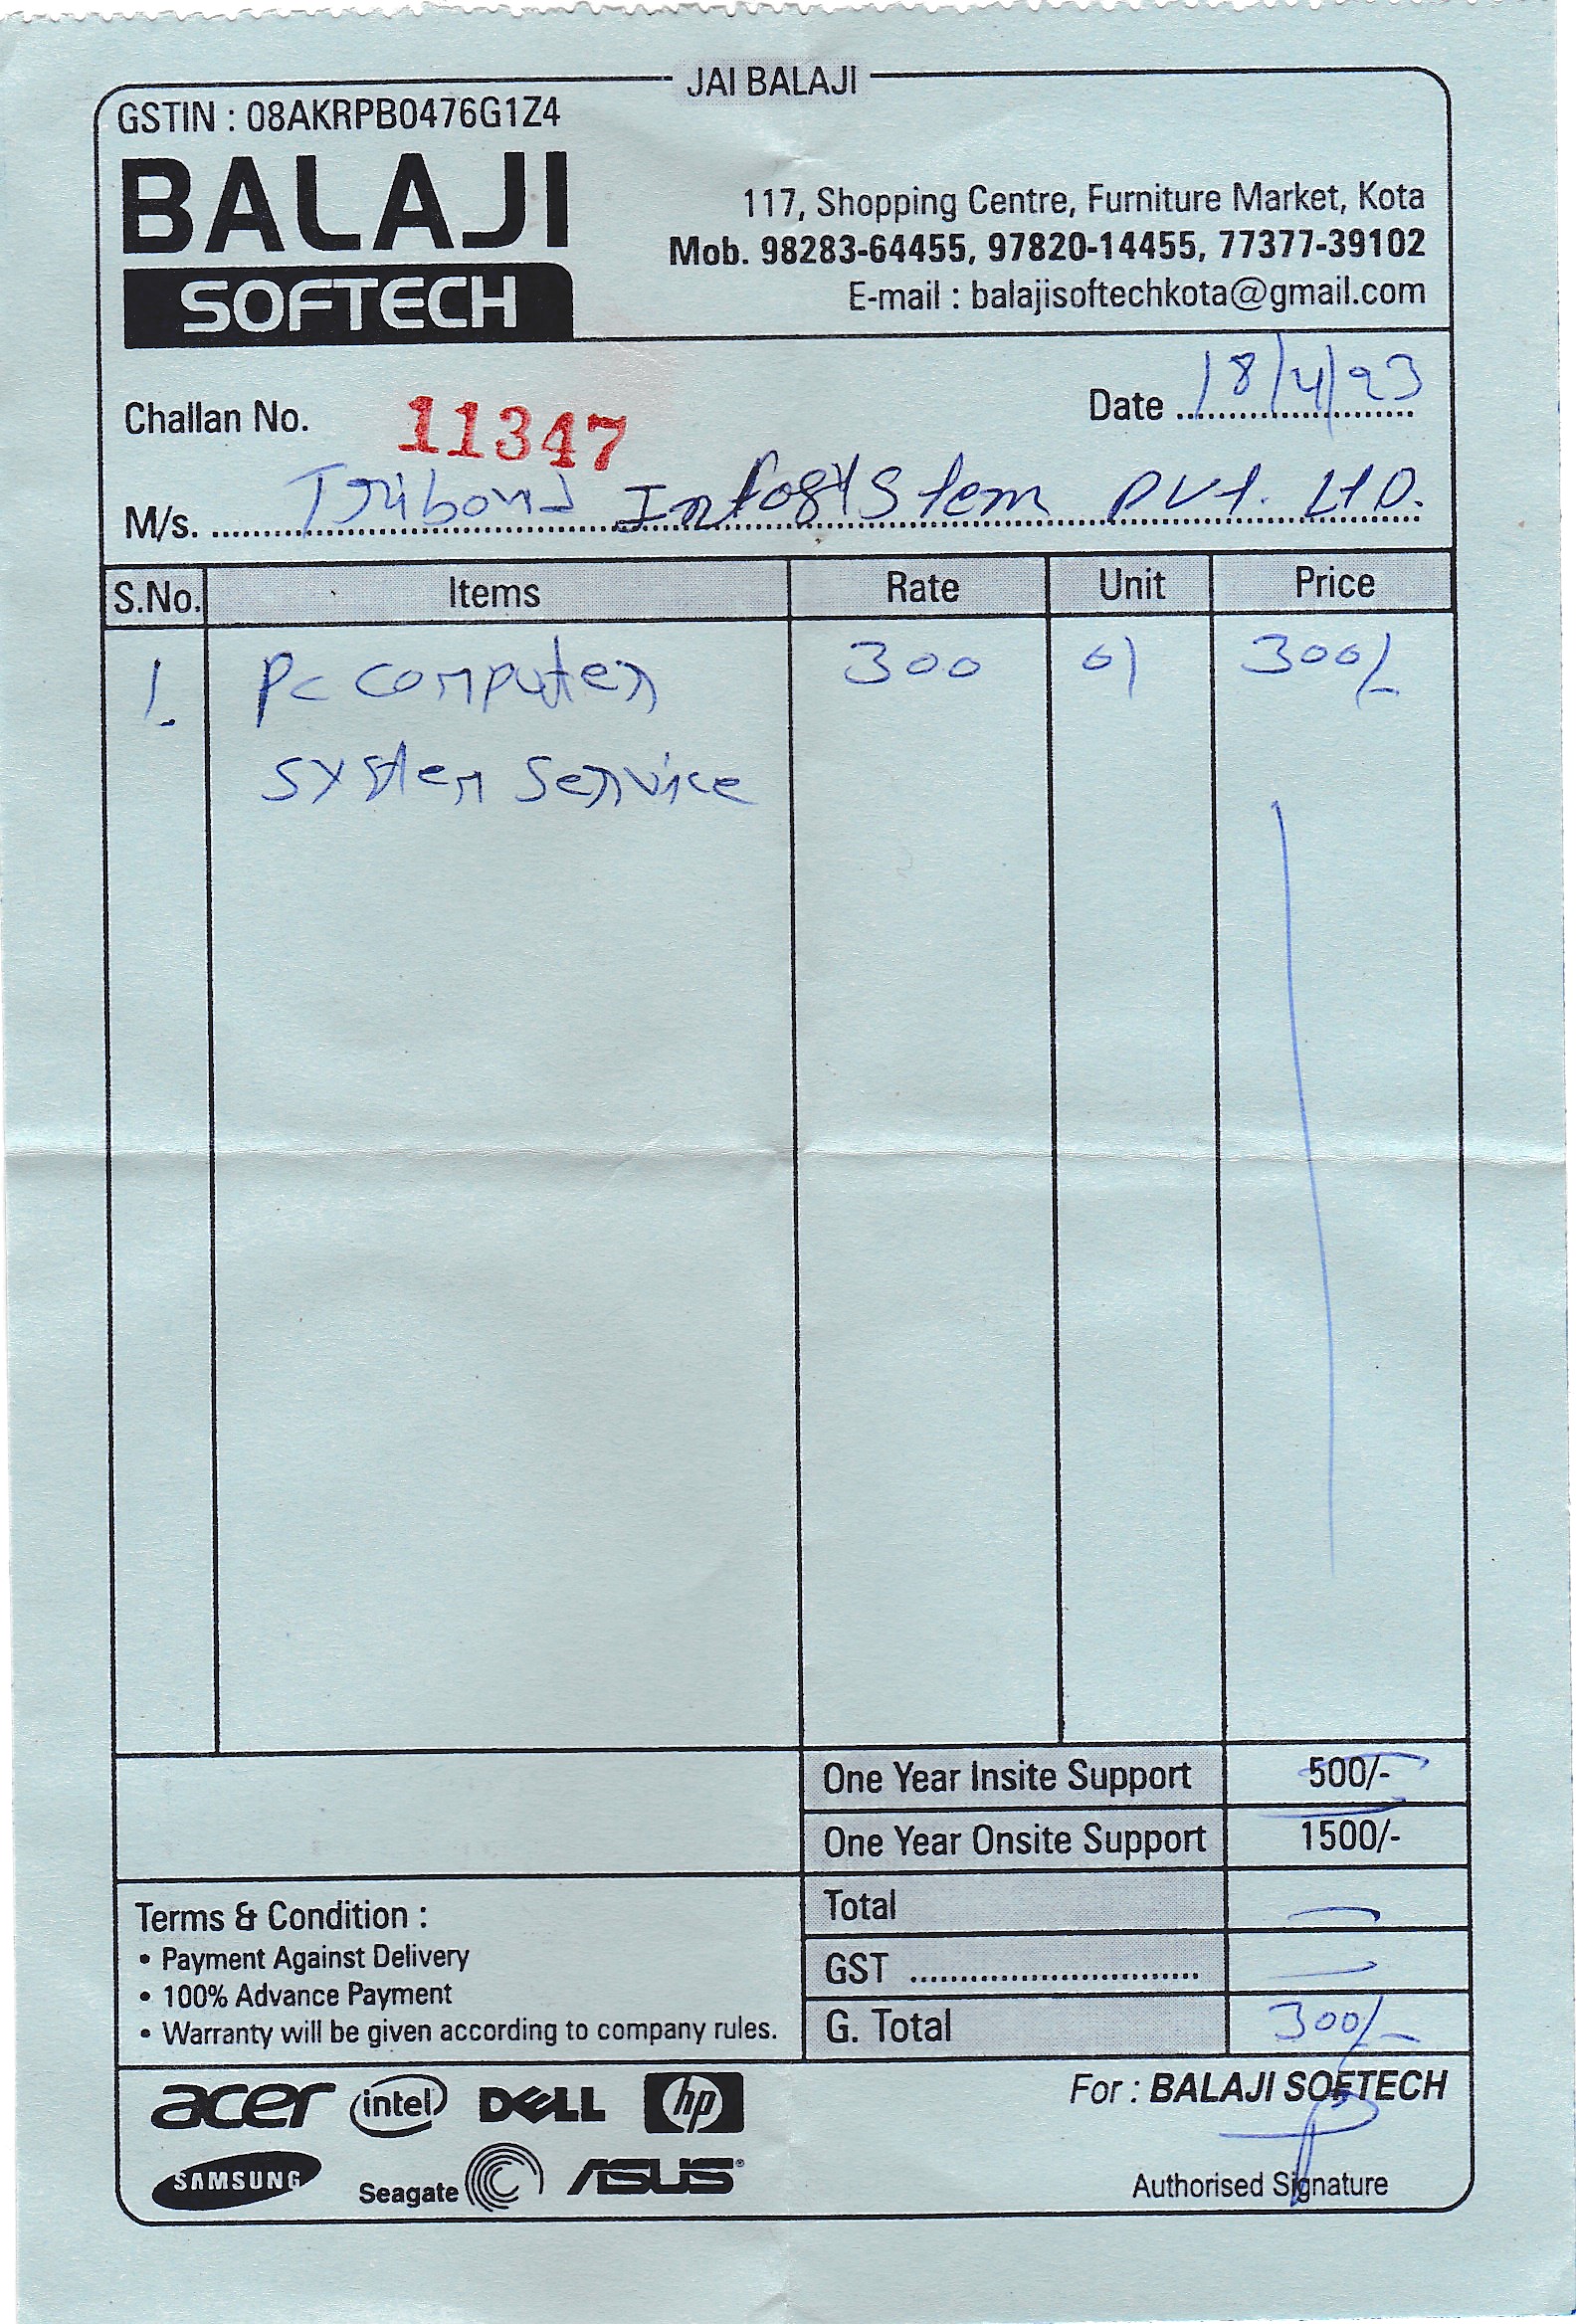 JAI BALAJI
GSTIN : 08AKRPB0476G1Z4
BALAJI
SOFTECH
117, Shopping Centre, Furniture Market, Kota
Mob. 98283-64455, 97820-14455, 77377-39102
E-mail : balajisoftechkota@gmail.com
Challan No. 11347
Date 18/4/23
M/s. Tribond Infosystem PVt. LtD.
S.No. Items Rate Unit Price
1. Pc computer 300 01 300/-
system service
One Year Insite Support 500/-
One Year Onsite Support 1500/-
Total —
GST .............................. —
G. Total 300/-
Terms & Condition :
• Payment Against Delivery
• 100% Advance Payment
• Warranty will be given according to company rules.
acer intel DELL hp
SAMSUNG Seagate ASUS
For : BALAJI SOFTECH
Authorised Signature